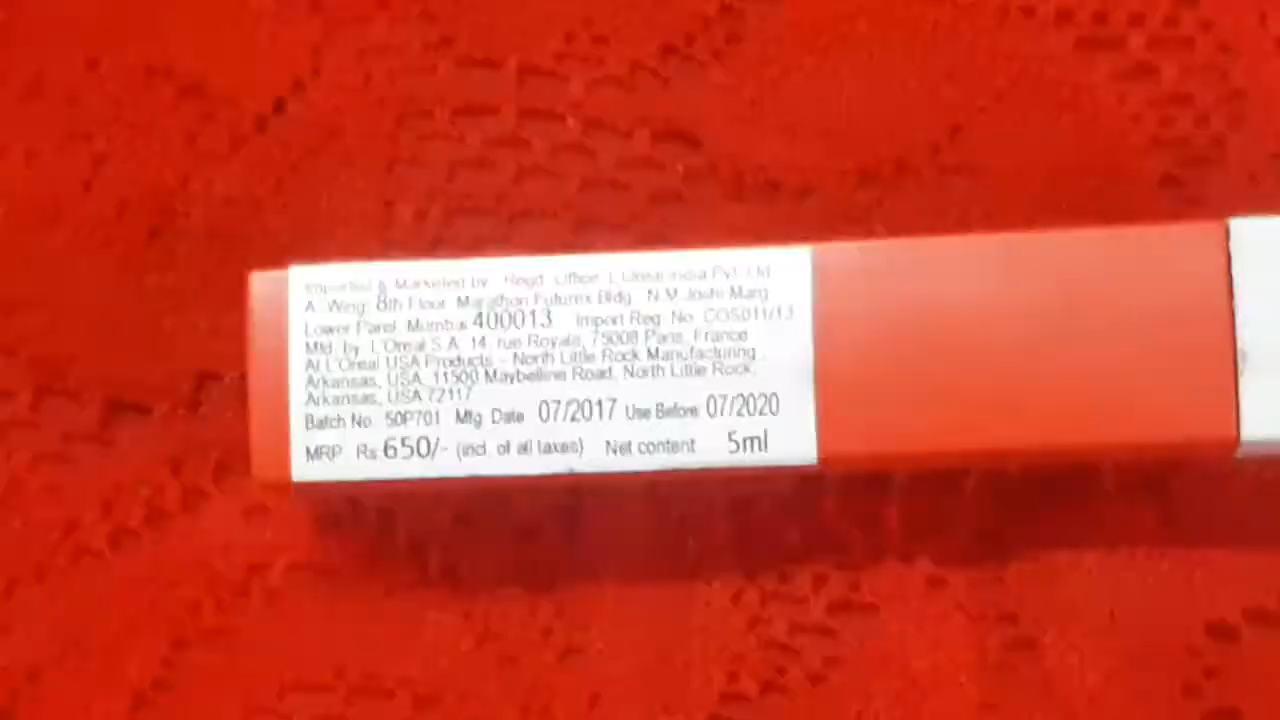 Imported & Marketed by : Regd. Office : L'Oreal India Pvt. Ltd.
A Wing, 8th Floor, Marathon Futurex Bldg., N.M.Joshi Marg
Lower Parel, Mumbai 400013 Import Reg. No. COS011/13
Mfd. by L'Oreal S.A. 14, rue Royale, 75008 Paris, France
At L'Oreal USA Products - North Little Rock Manufacturing
Arkansas, USA, 11500 Maybelline Road, North Little Rock,
Arkansas, USA 72117
Batch No. 50P701 Mfg. Date 07/2017 Use Before 07/2020
MRP Rs.650/- (incl. of all taxes) Net content 5ml